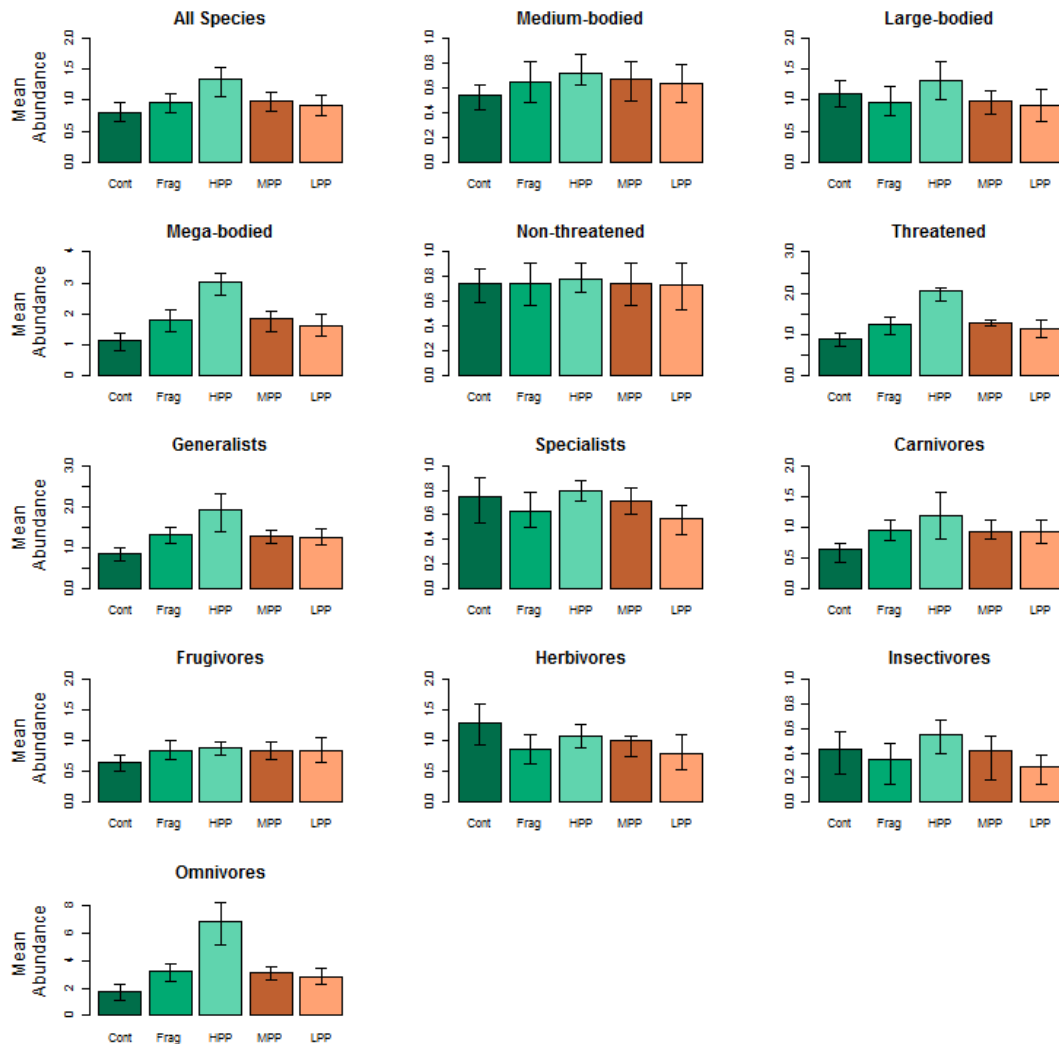 All Species
Medium-bodied
Large-bodied
Mean
Abundance
0.0 0.5 1.0 1.5 2.0
0.0 0.2 0.4 0.6 0.8 1.0
0.0 0.5 1.0 1.5 2.0
Cont Frag HPP MPP LPP
Cont Frag HPP MPP LPP
Cont Frag HPP MPP LPP
Mega-bodied
Non-threatened
Threatened
Mean
Abundance
0 1 2 3 4
0.0 0.2 0.4 0.6 0.8 1.0
0.0 1.0 2.0 3.0
Cont Frag HPP MPP LPP
Cont Frag HPP MPP LPP
Cont Frag HPP MPP LPP
Generalists
Specialists
Carnivores
Mean
Abundance
0.0 1.0 2.0 3.0
0.0 0.2 0.4 0.6 0.8 1.0
0.0 0.5 1.0 1.5 2.0
Cont Frag HPP MPP LPP
Cont Frag HPP MPP LPP
Cont Frag HPP MPP LPP
Frugivores
Herbivores
Insectivores
Mean
Abundance
0.0 0.5 1.0 1.5 2.0
0.0 0.5 1.0 1.5 2.0
0.0 0.2 0.4 0.6 0.8 1.0
Cont Frag HPP MPP LPP
Cont Frag HPP MPP LPP
Cont Frag HPP MPP LPP
Omnivores
Mean
Abundance
0 2 4 6 8
Cont Frag HPP MPP LPP